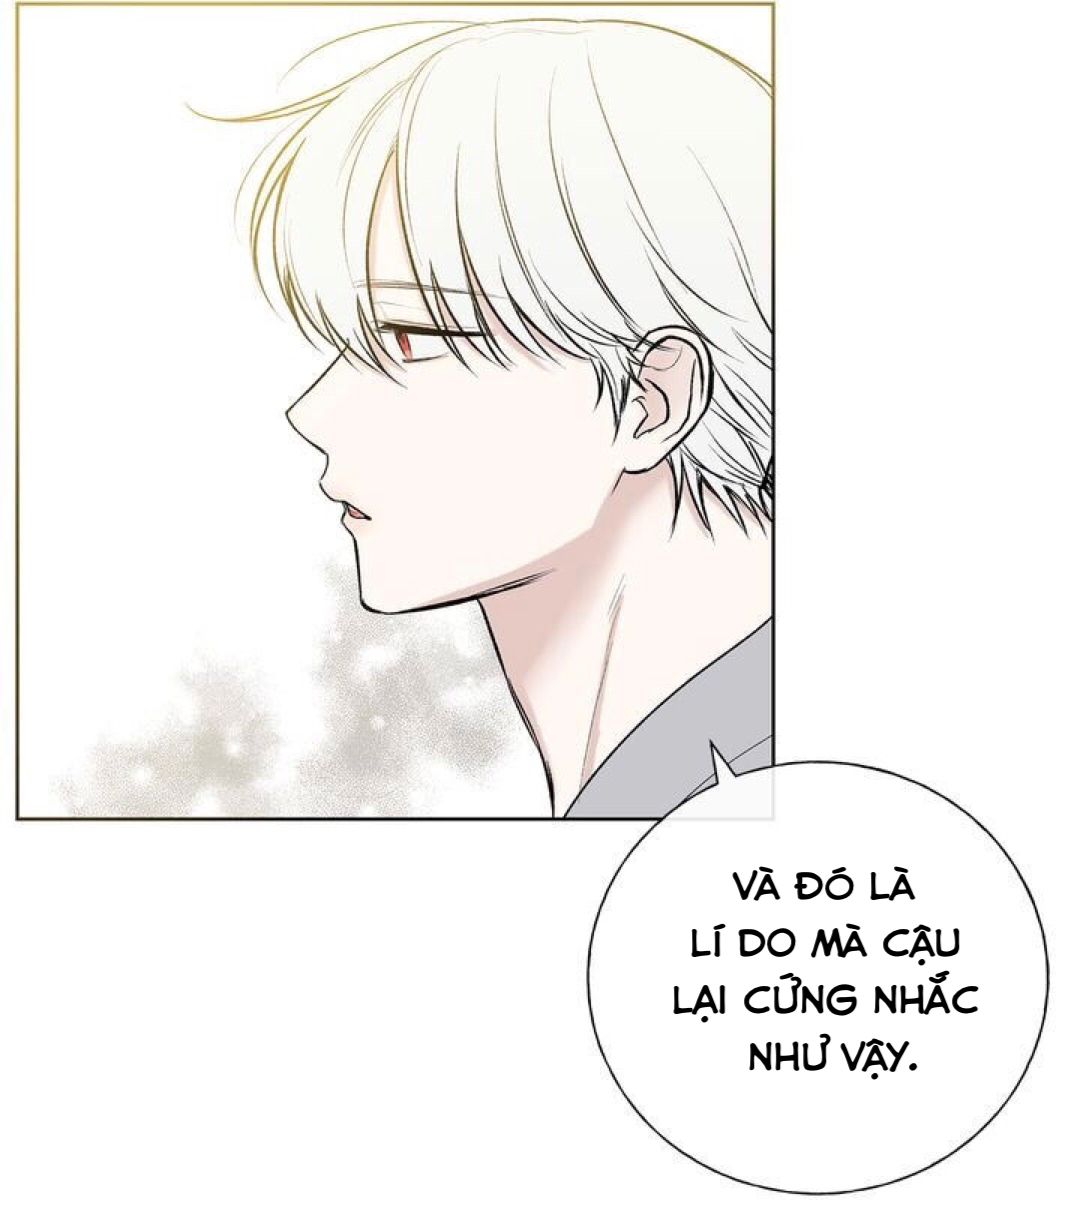 VÀ ĐÓ LÀ
LÍ DO MÀ CẬU
LẠI CỨNG NHẮC
NHƯ VẬY.